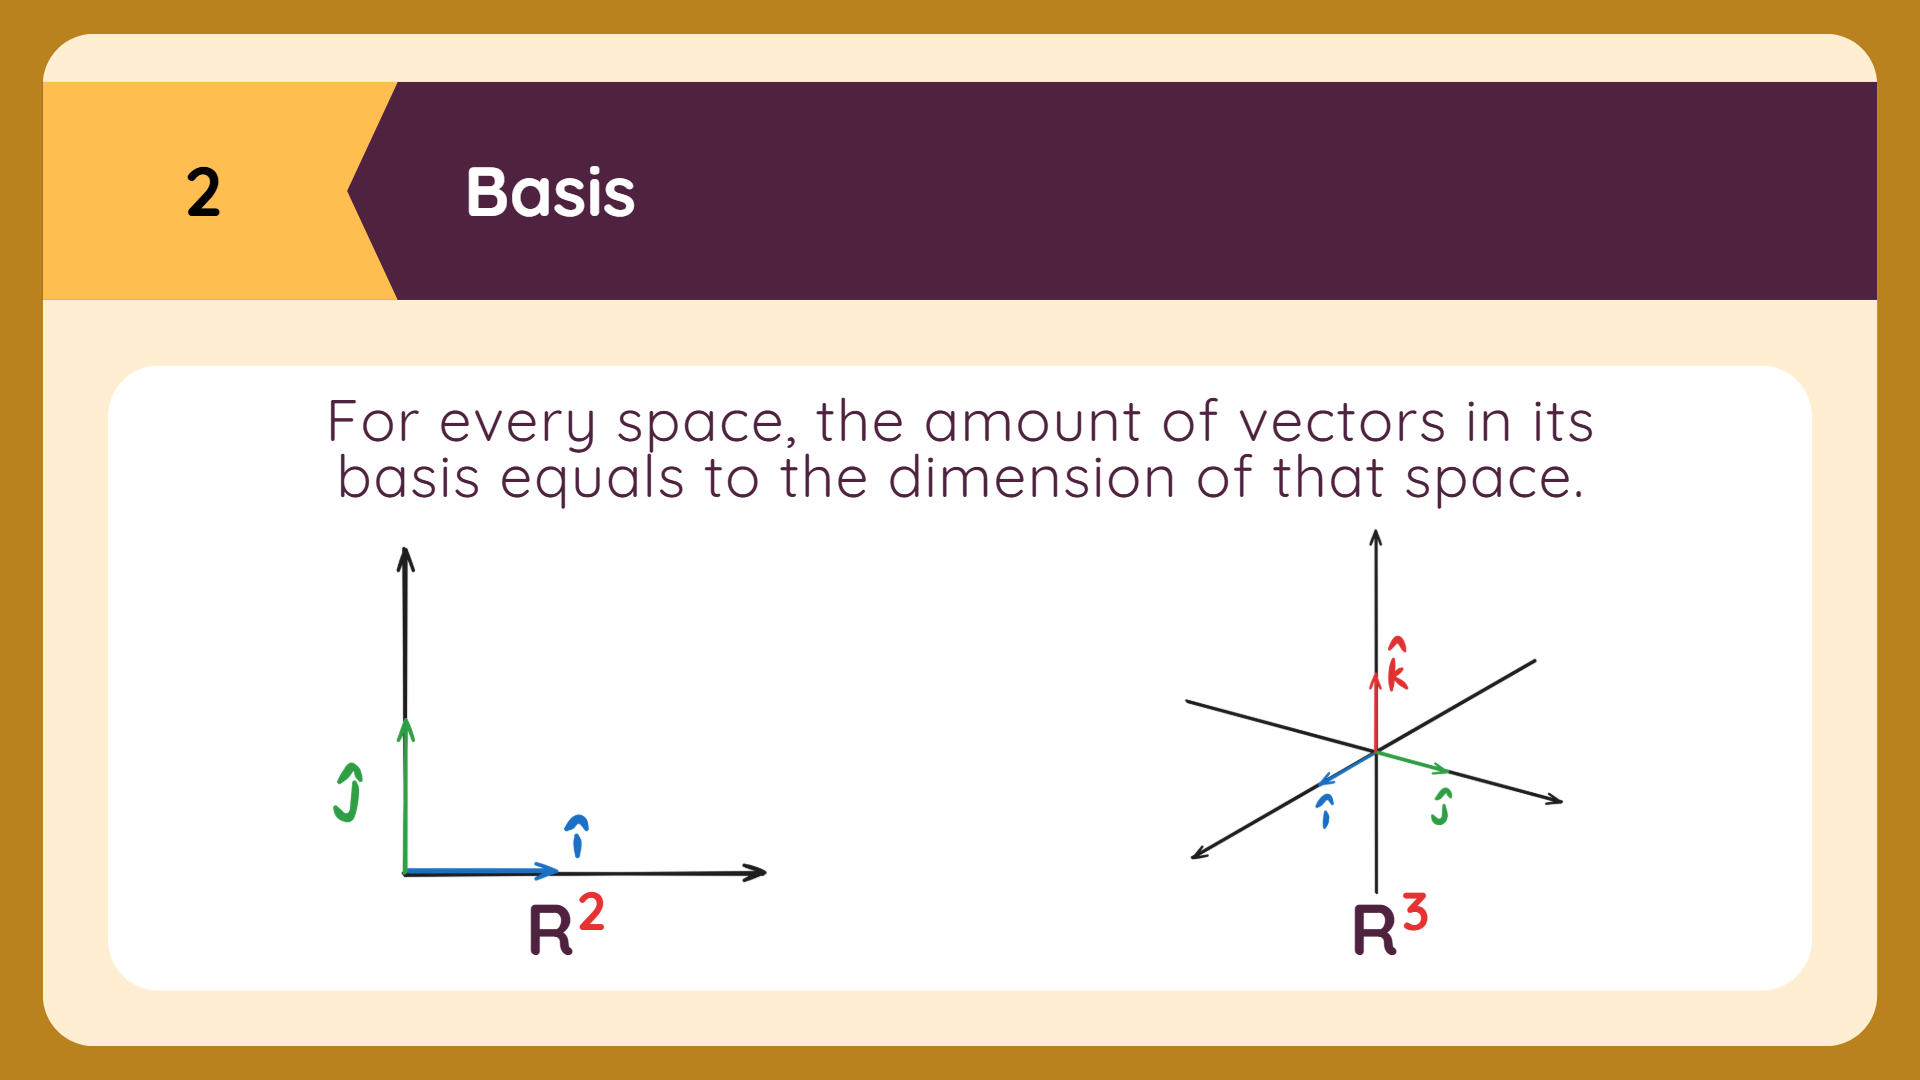 2
Basis
For every space, the amount of vectors in its
basis equals to the dimension of that space.
ĵ
î
R²
k̂
î
ĵ
R³